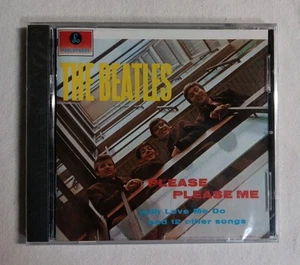 THE BEATLES
PLEASE
PLEASE ME
with Love Me Do
and 12 other songs